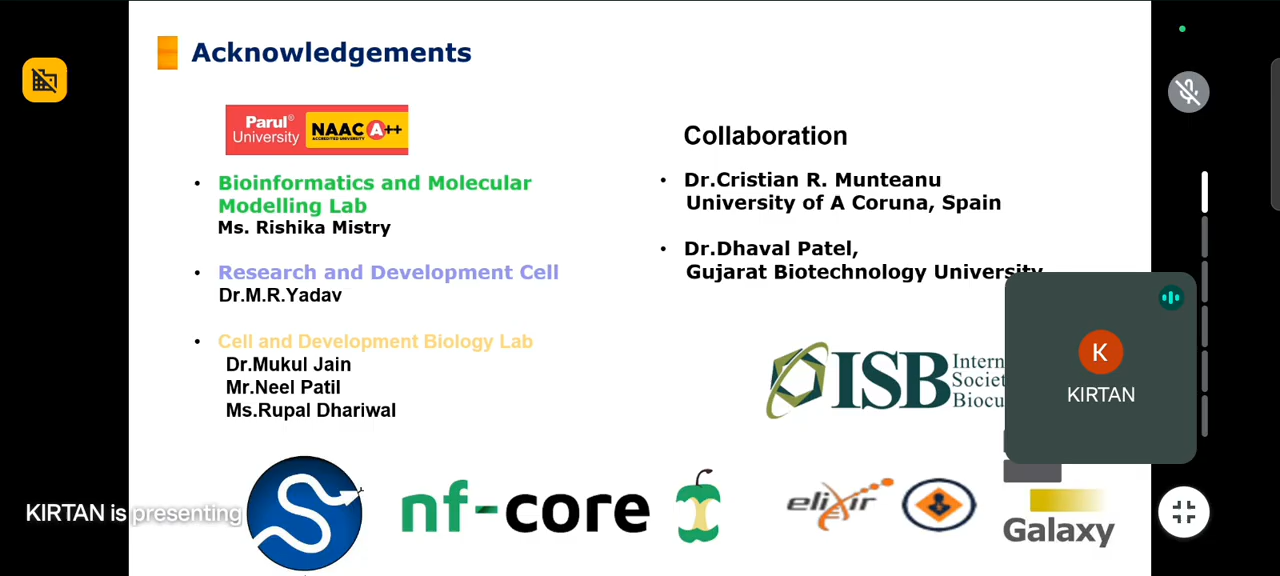 Acknowledgements
Parul®
University
NAAC A++
ACCREDITED UNIVERSITY
• Bioinformatics and Molecular
Modelling Lab
Ms. Rishika Mistry
• Research and Development Cell
Dr.M.R.Yadav
• Cell and Development Biology Lab
Dr.Mukul Jain
Mr.Neel Patil
Ms.Rupal Dhariwal
Collaboration
• Dr.Cristian R. Munteanu
University of A Coruna, Spain
• Dr.Dhaval Patel,
Gujarat Biotechnology University
ISB
K
KIRTAN
KIRTAN is presenting
nf-core
elixir
Galaxy